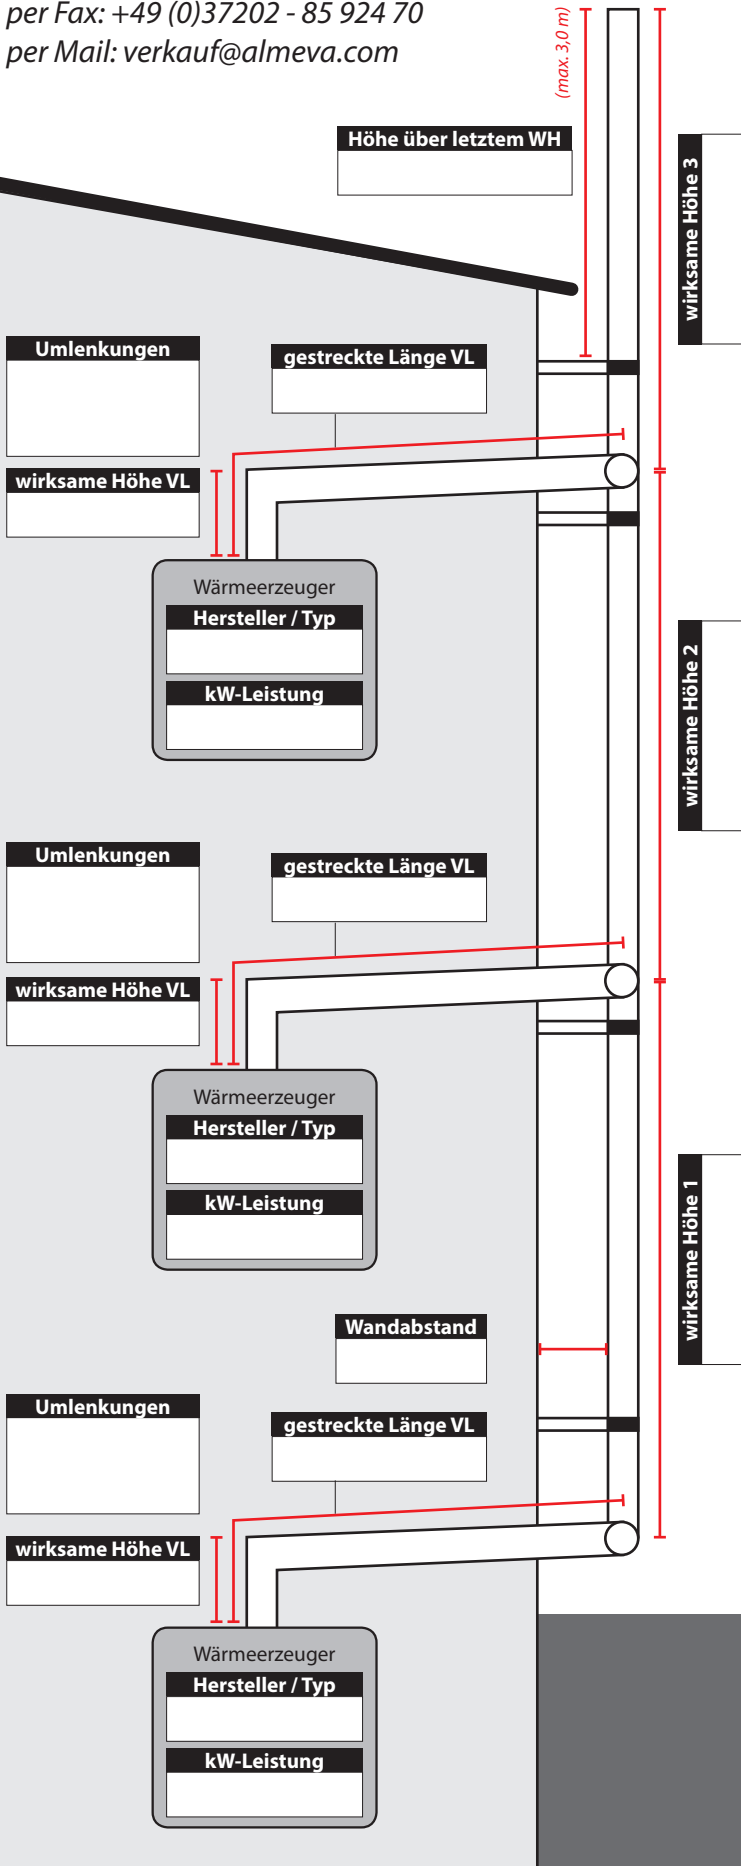 per Fax: +49 (0)37202 - 85 924 70
per Mail: verkauf@almeva.com
(max. 3,0 m)
Höhe über letztem WH
wirksame Höhe 3
Umlenkungen
gestreckte Länge VL
wirksame Höhe VL
Wärmeerzeuger
Hersteller / Typ
kW-Leistung
wirksame Höhe 2
Umlenkungen
gestreckte Länge VL
wirksame Höhe VL
Wärmeerzeuger
Hersteller / Typ
kW-Leistung
wirksame Höhe 1
Wandabstand
Umlenkungen
gestreckte Länge VL
wirksame Höhe VL
Wärmeerzeuger
Hersteller / Typ
kW-Leistung